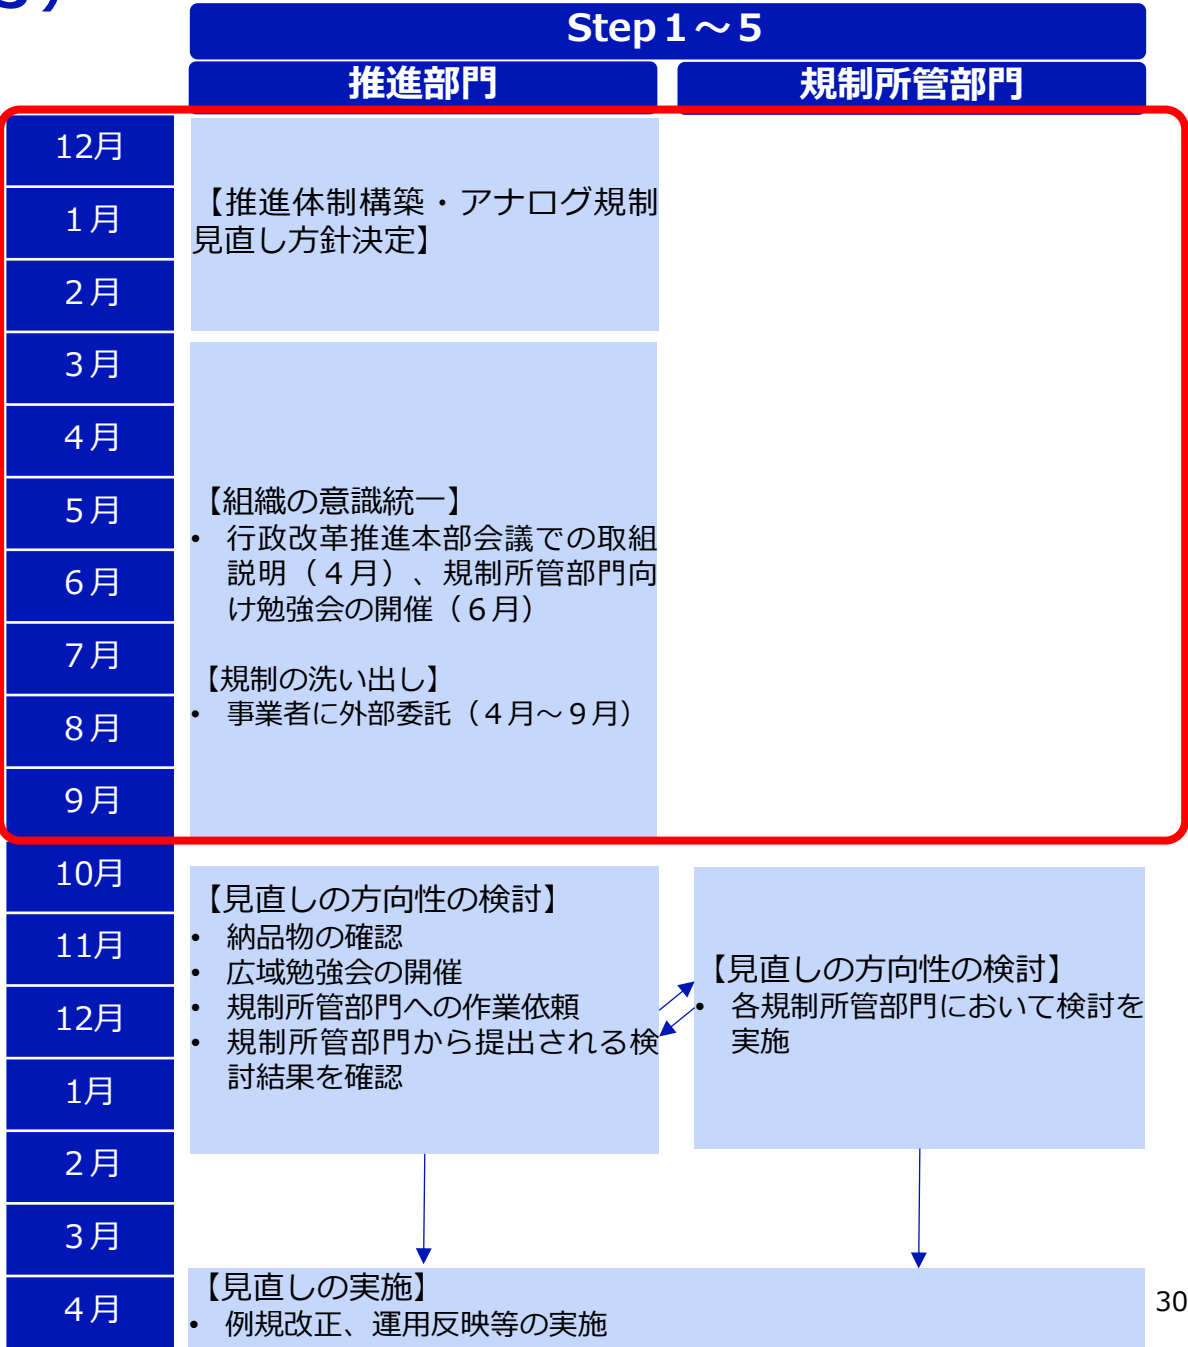 Step１～５
推進部門
規制所管部門
12月
１月
２月
３月
４月
５月
６月
７月
８月
９月
10月
11月
12月
1月
２月
３月
４月
【推進体制構築・アナログ規制
見直し方針決定】
【組織の意識統一】
• 行政改革推進本部会議での取組
説明（４月）、規制所管部門向
け勉強会の開催（６月）
【規制の洗い出し】
• 事業者に外部委託（４月～９月）
【見直しの方向性の検討】
• 納品物の確認
• 広域勉強会の開催
• 規制所管部門への作業依頼
• 規制所管部門から提出される検
討結果を確認
【見直しの方向性の検討】
• 各規制所管部門において検討を
実施
【見直しの実施】
• 例規改正、運用反映等の実施
30